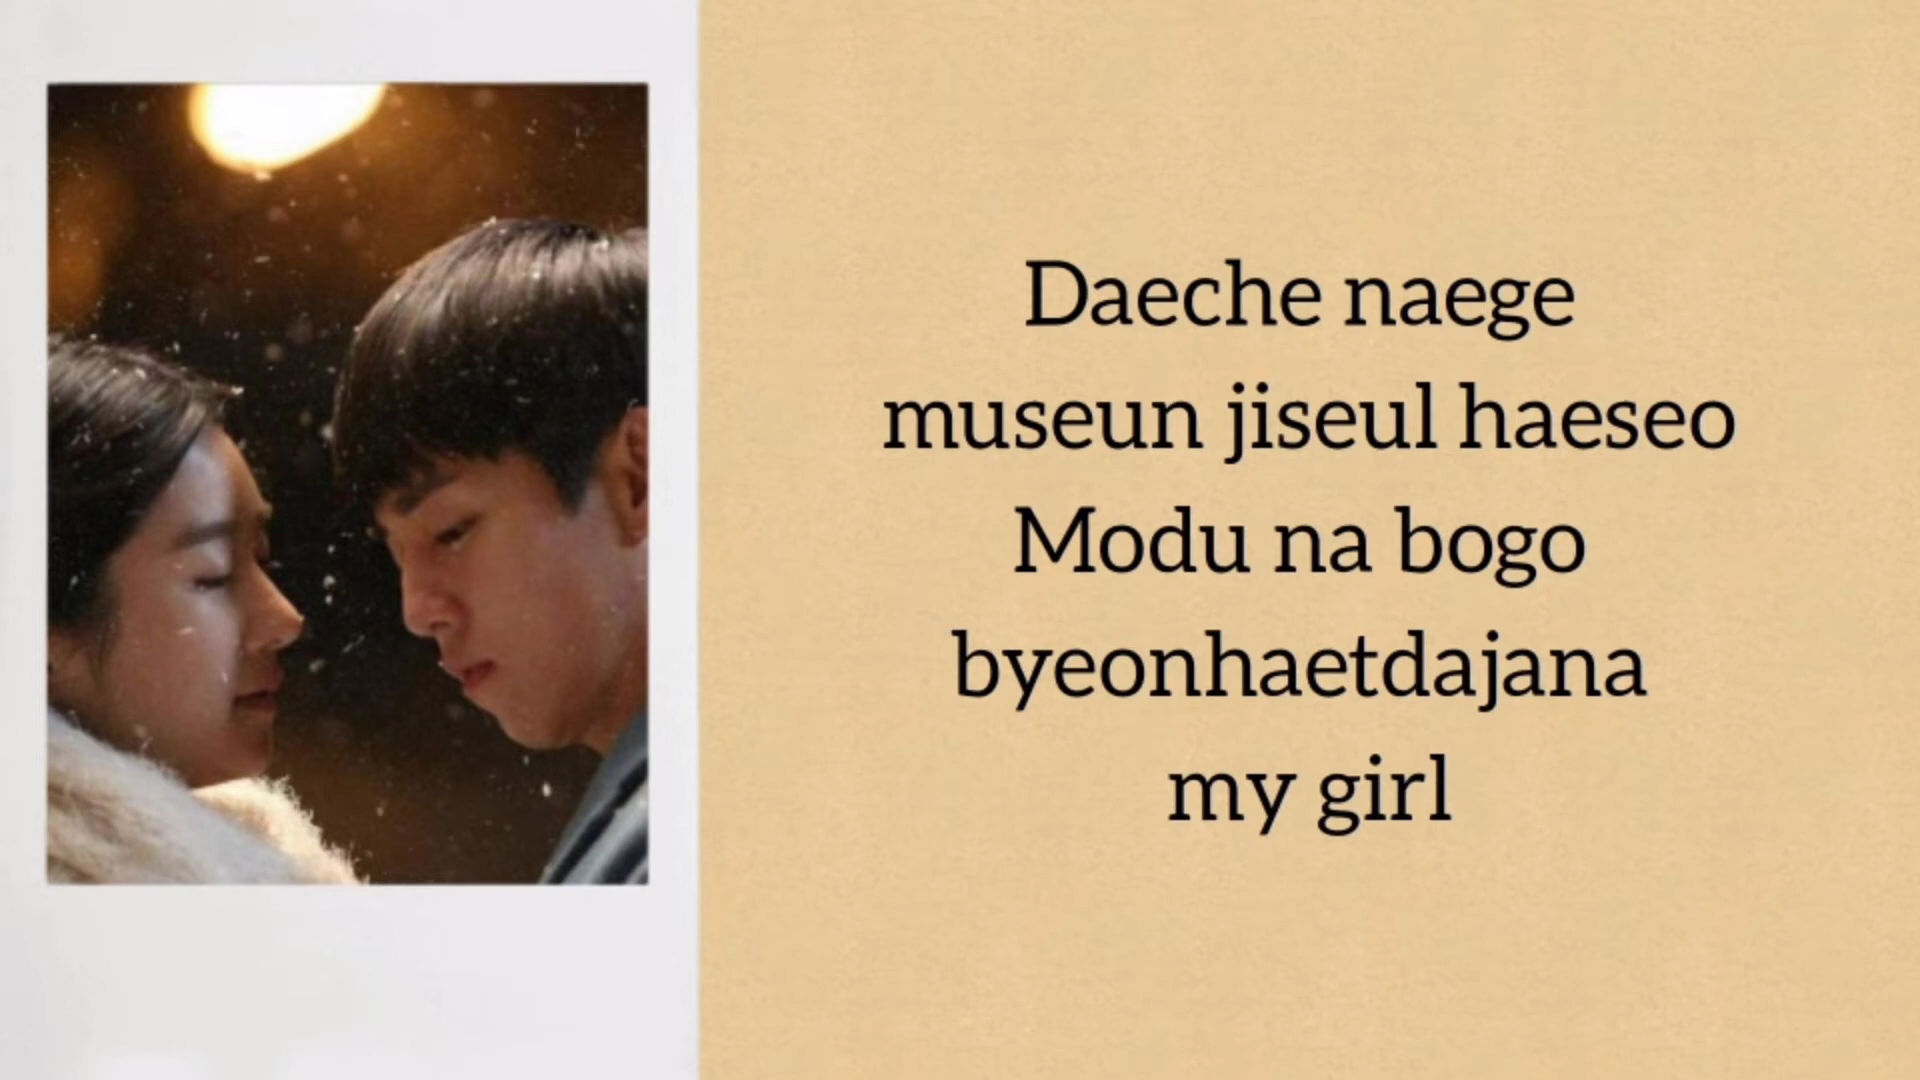 Daeche naege
museun jiseul haeseo
Modu na bogo
byeonhaetdajana
my girl